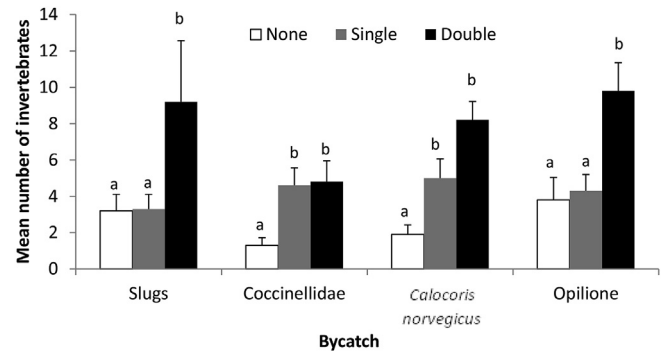 Mean number of invertebrates
14
12
10
8
6
4
2
0
None Single Double
a a b
a b b
a b b
a a b
Slugs Coccinellidae Calocoris Opilione
norvegicus
Bycatch